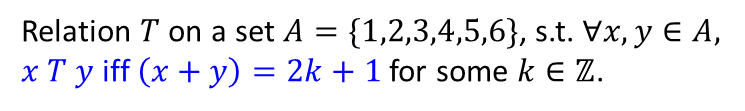 Relation T on a set A = {1,2,3,4,5,6}, s.t. ∀x, y ∈ A,
x T y iff (x + y) = 2k + 1 for some k ∈ ℤ.